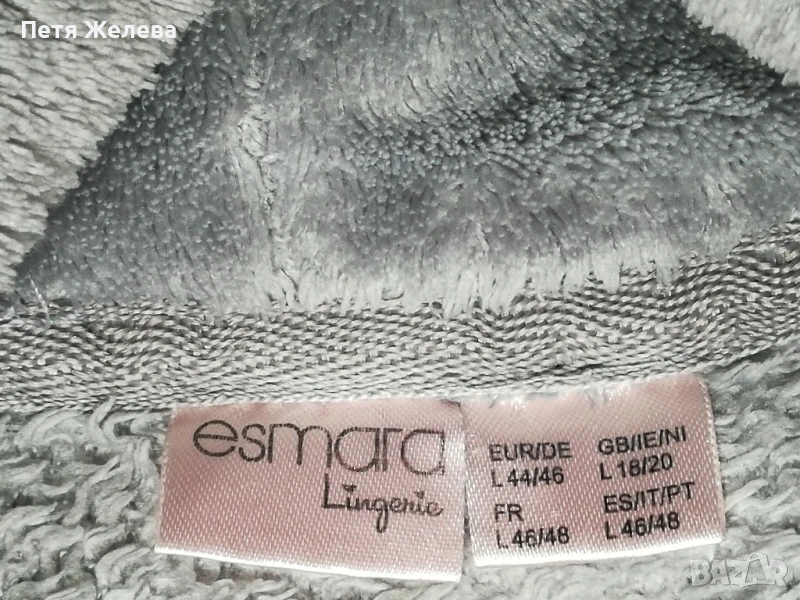 Петя Желева
esmara
Lingerie
EUR/DE
L 44/46
GB/IE/NI
L 18/20
FR
L 46/48
ES/IT/PT
L 46/48
BAZAR